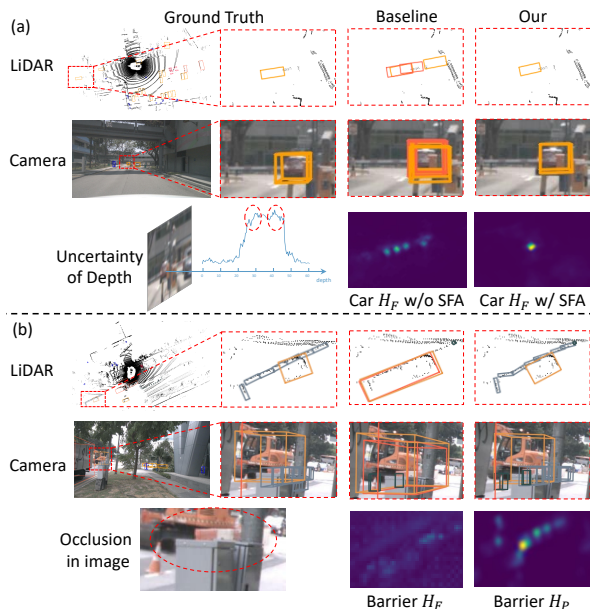 (a) Ground Truth Baseline Our
LiDAR
Camera
Uncertainty
of Depth
depth
Car H_F w/o SFA Car H_F w/ SFA
(b)
LiDAR
Camera
Occlusion
in image
Barrier H_F Barrier H_P